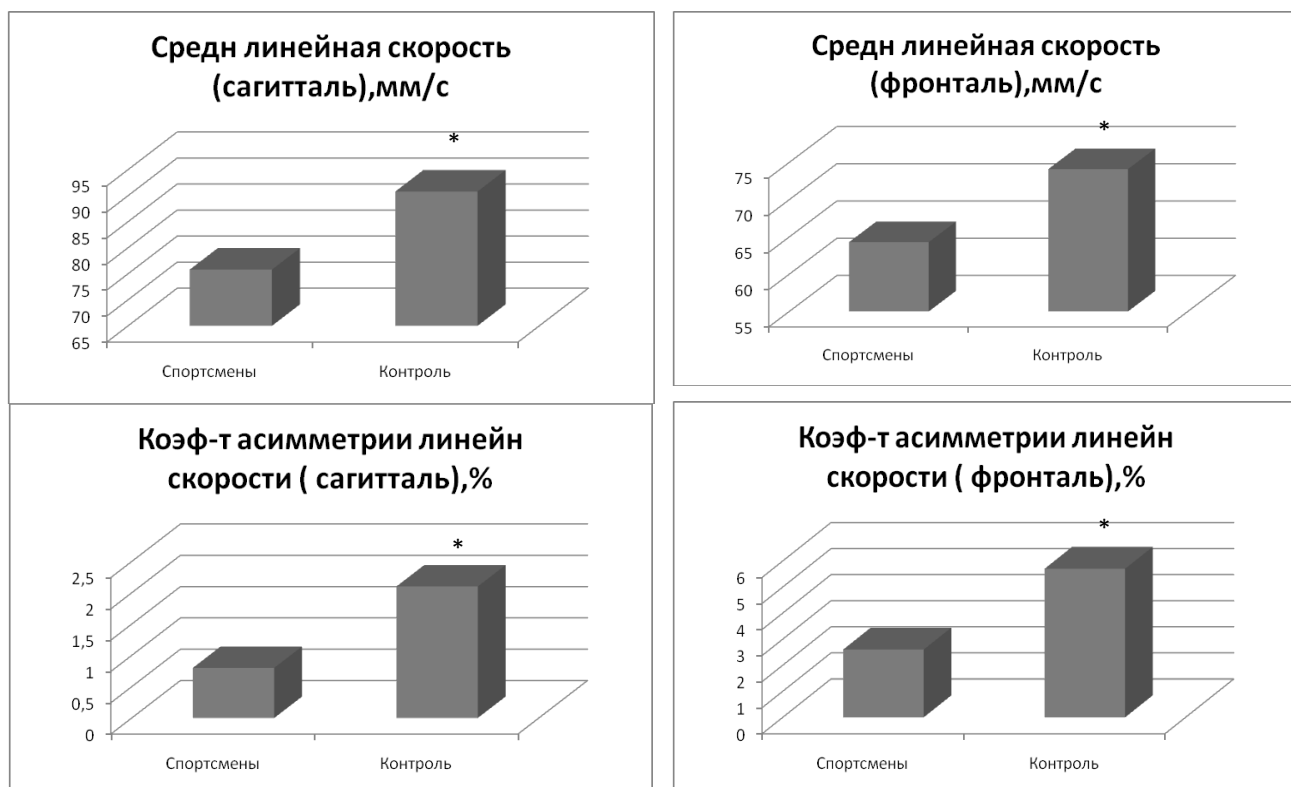 Средн линейная скорость
(сагитталь),мм/с
*
95
90
85
80
75
70
65
Спортсмены Контроль
Средн линейная скорость
(фронталь),мм/с
*
75
70
65
60
55
Спортсмены Контроль
Коэф-т асимметрии линейн
скорости ( сагитталь),%
*
2,5
2
1,5
1
0,5
0
Спортсмены Контроль
Коэф-т асимметрии линейн
скорости ( фронталь),%
*
6
5
4
3
2
1
0
Спортсмены Контроль